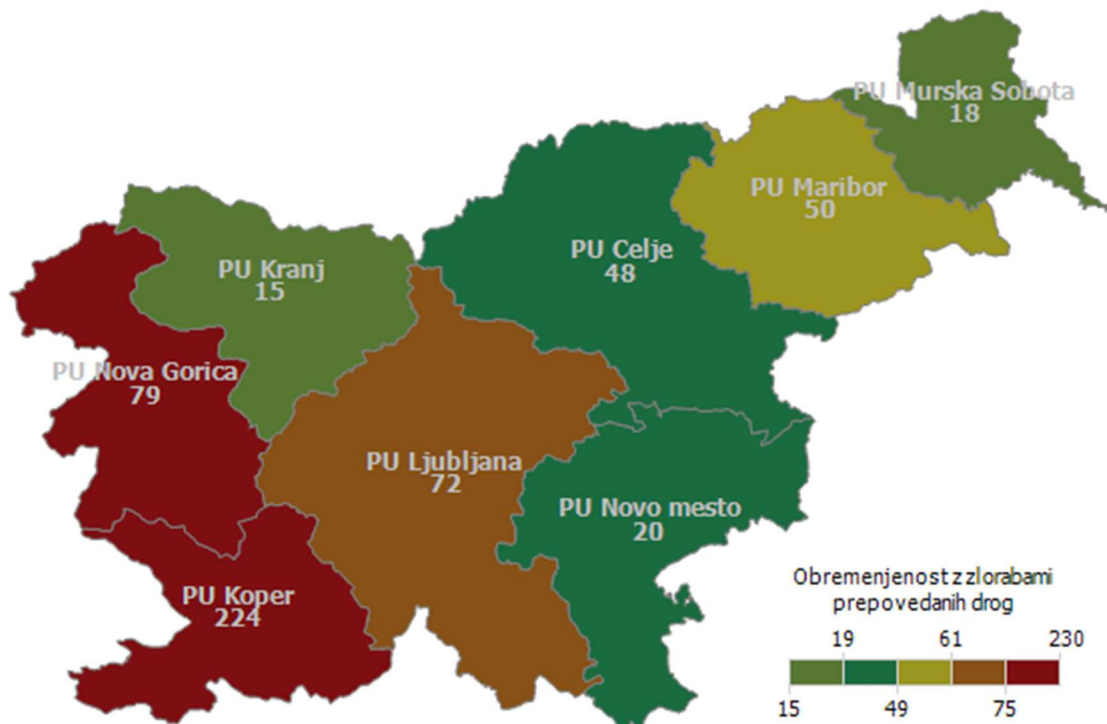 PU Murska Sobota
18
PU Maribor
50
PU Celje
48
PU Kranj
15
PU Nova Gorica
79
PU Ljubljana
72
PU Novo mesto
20
PU Koper
224
Obremenjenost z zlorabami
prepovedanih drog
19 61 230
15 49 75